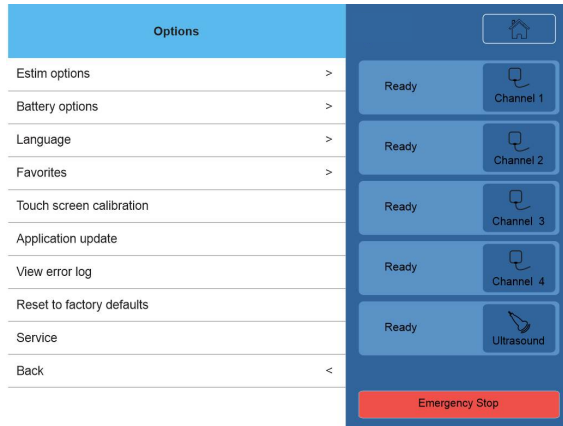 Options
Estim options >
Battery options >
Language >
Favorites >
Touch screen calibration
Application update
View error log
Reset to factory defaults
Service
Back <
Ready
Channel 1
Ready
Channel 2
Ready
Channel 3
Ready
Channel 4
Ready
Ultrasound
Emergency Stop